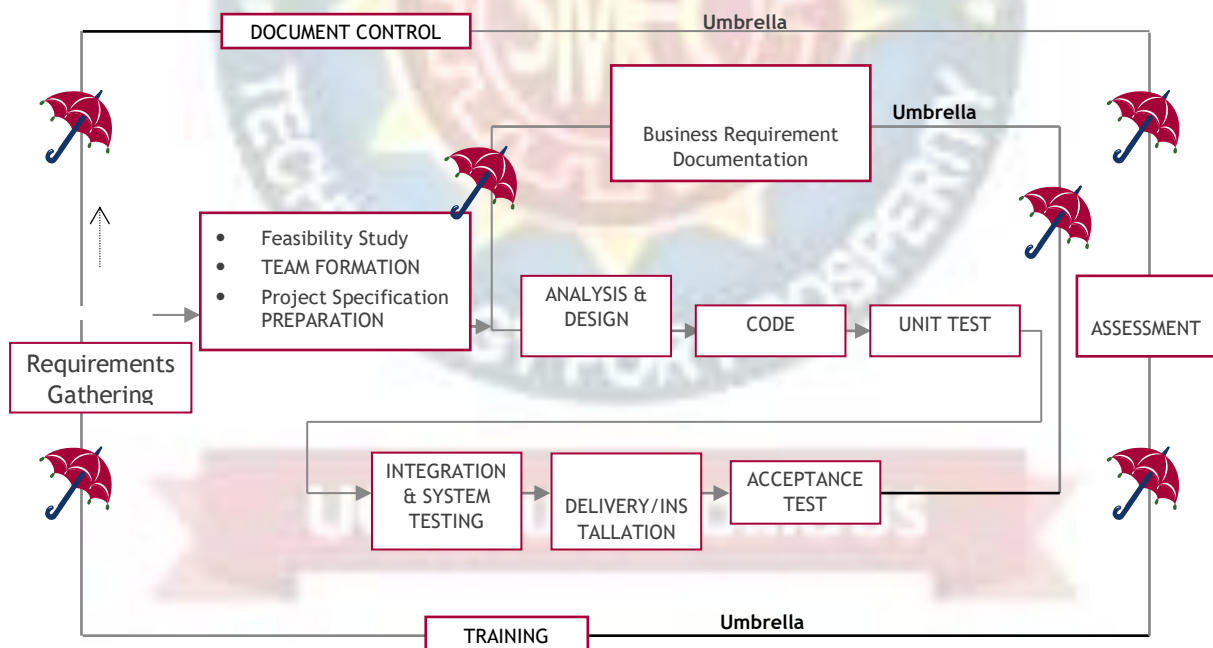 DOCUMENT CONTROL
Umbrella
Business Requirement
Documentation
Umbrella
• Feasibility Study
• TEAM FORMATION
• Project Specification
PREPARATION
ANALYSIS &
DESIGN
CODE
UNIT TEST
ASSESSMENT
Requirements
Gathering
INTEGRATION
& SYSTEM
TESTING
DELIVERY/INS
TALLATION
ACCEPTANCE
TEST
TRAINING
Umbrella